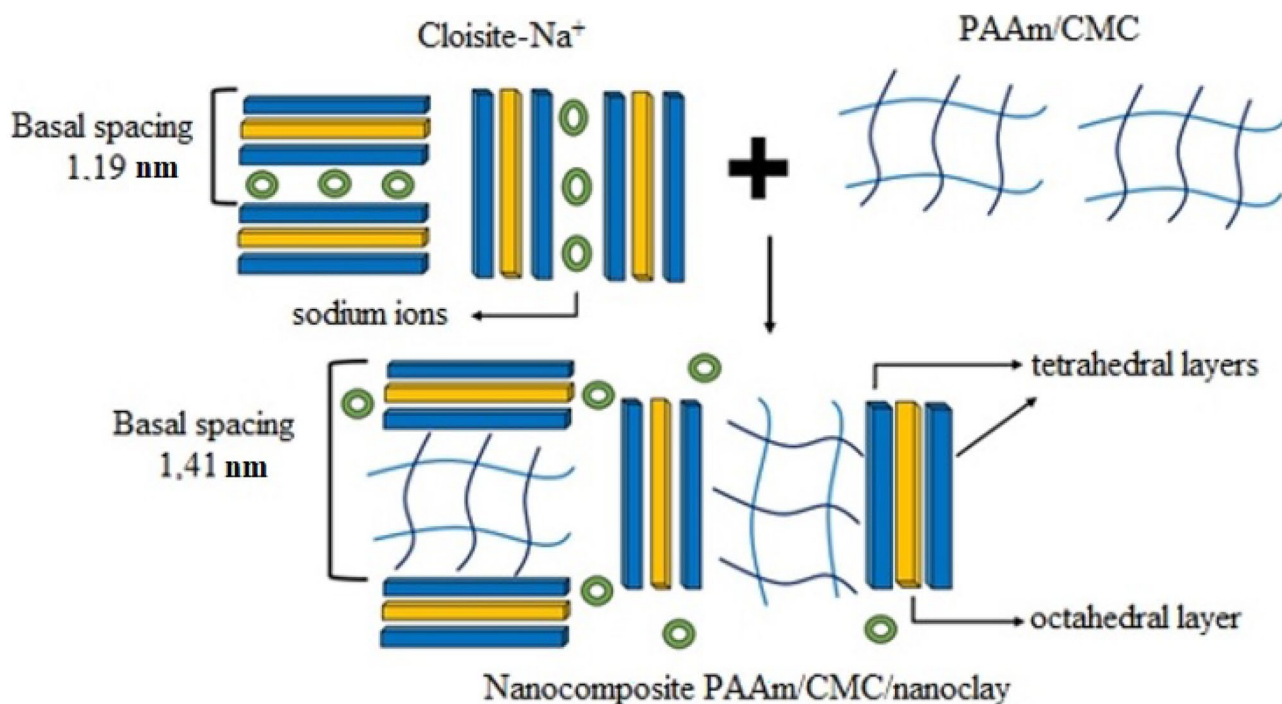 Cloisite-Na⁺
PAAm/CMC
Basal spacing
1,19 nm
sodium ions
tetrahedral layers
Basal spacing
1,41 nm
octahedral layer
Nanocomposite PAAm/CMC/nanoclay